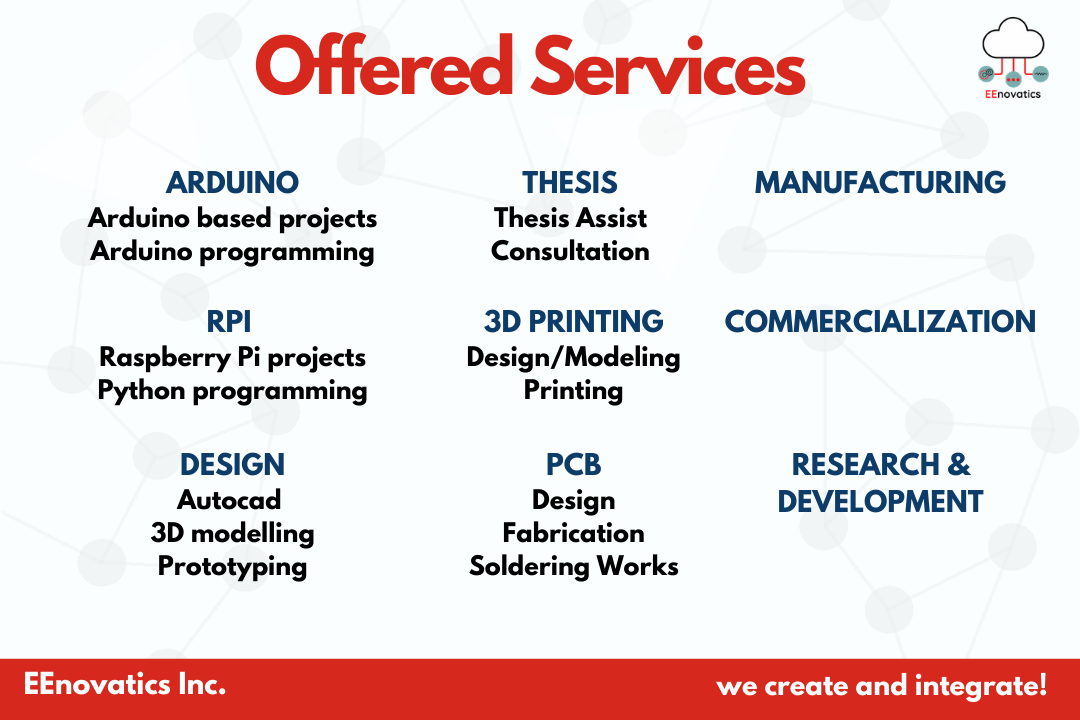 Offered Services
EEnovatics
ARDUINO
Arduino based projects
Arduino programming
THESIS
Thesis Assist
Consultation
MANUFACTURING
RPI
Raspberry Pi projects
Python programming
3D PRINTING
Design/Modeling
Printing
COMMERCIALIZATION
DESIGN
Autocad
3D modelling
Prototyping
PCB
Design
Fabrication
Soldering Works
RESEARCH &
DEVELOPMENT
EEnovatics Inc.
we create and integrate!